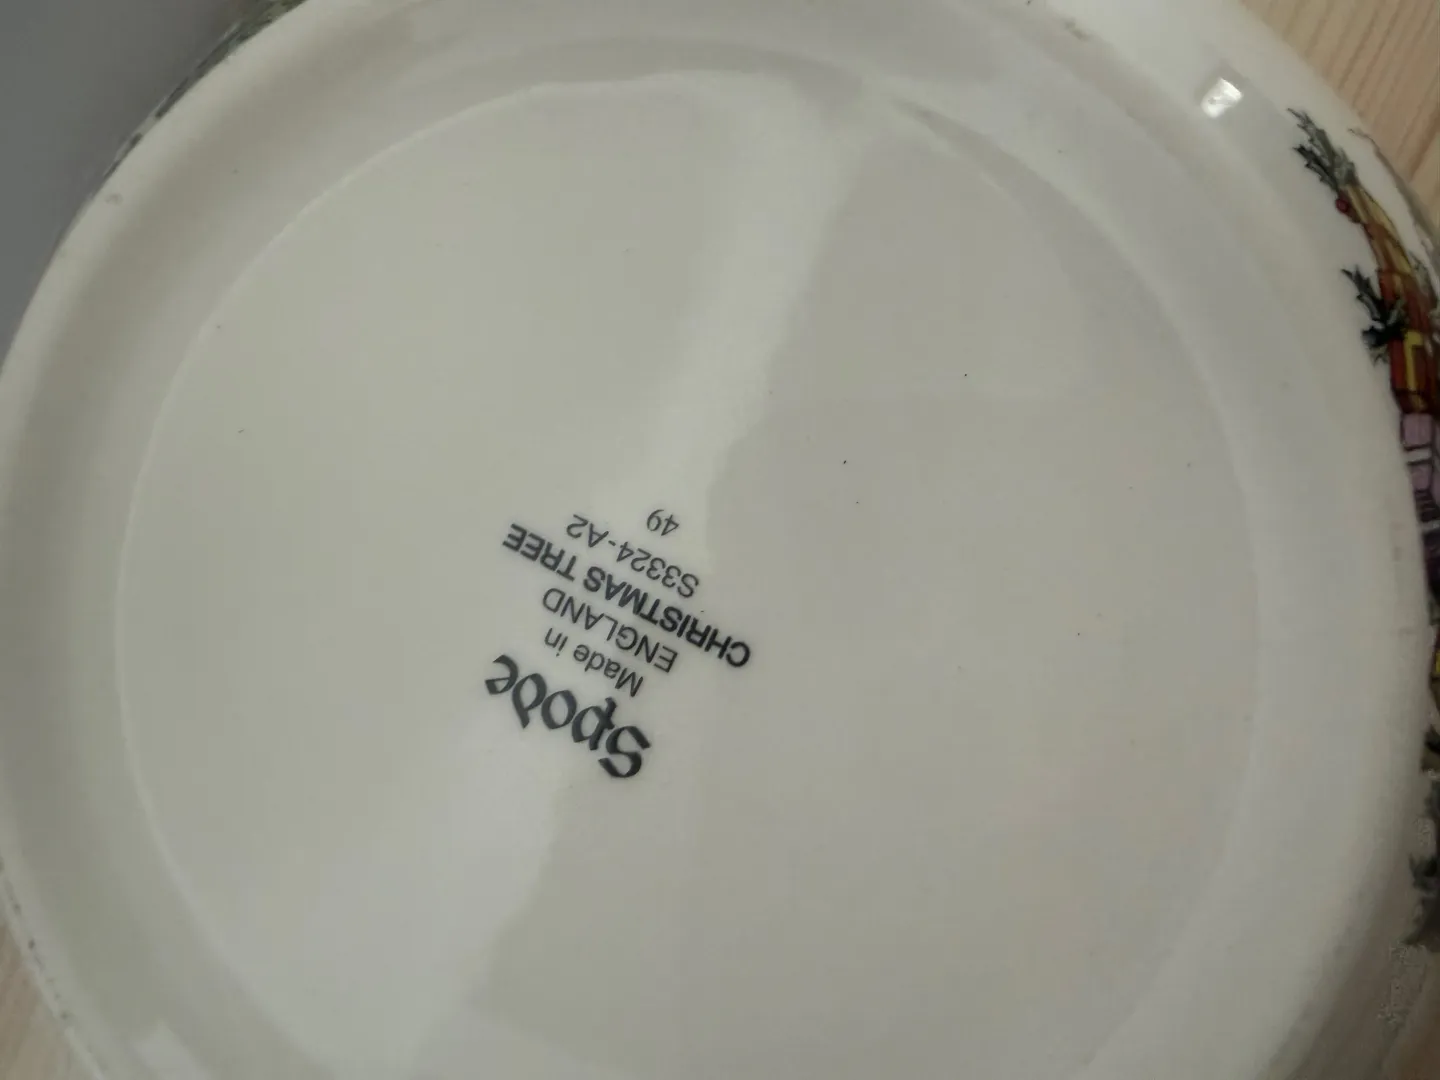 Spode
Made in
ENGLAND
CHRISTMAS TREE
S3324-A2
49